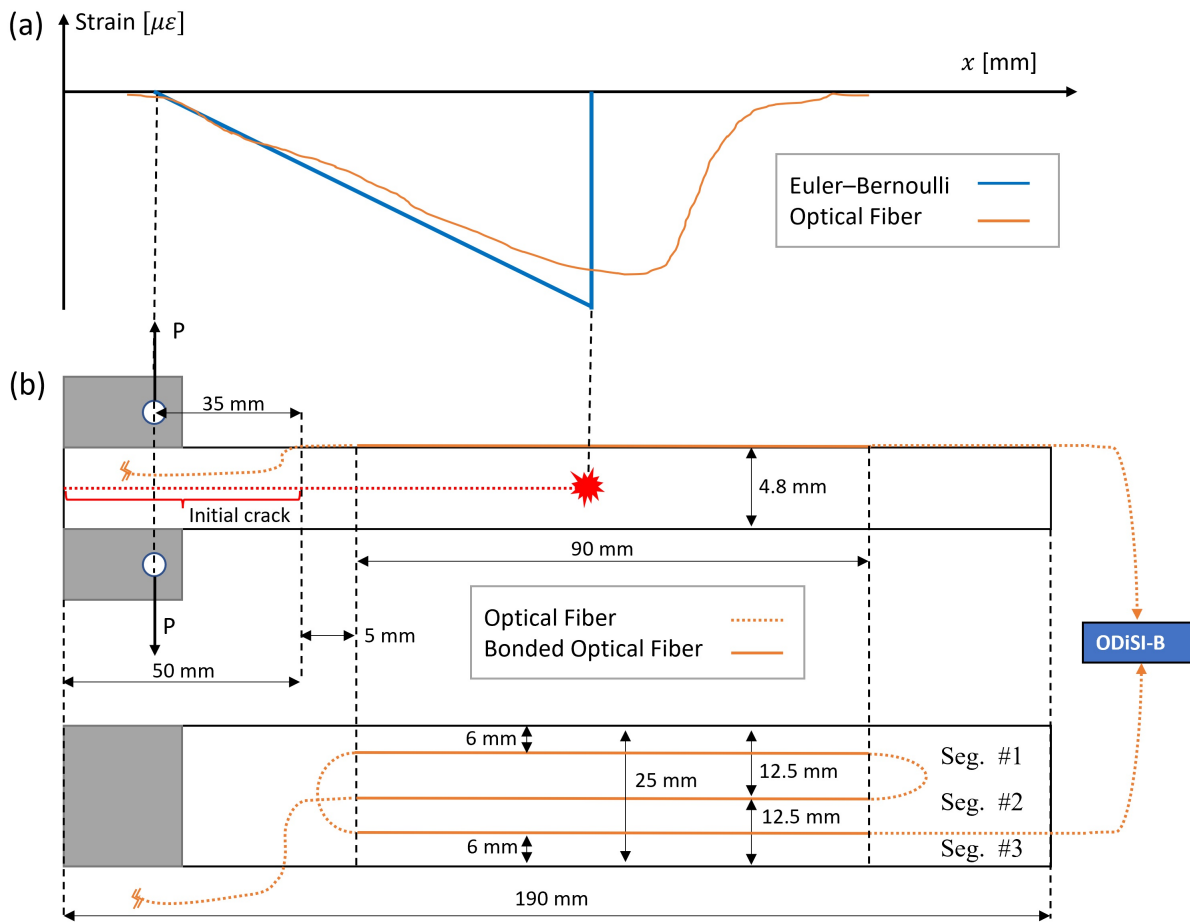 (a)
Strain [με]
x [mm]
Euler–Bernoulli
Optical Fiber
P
(b)
35 mm
4.8 mm
Initial crack
90 mm
P
Optical Fiber
Bonded Optical Fiber
5 mm
ODiSI-B
50 mm
6 mm
Seg. #1
12.5 mm
25 mm
Seg. #2
12.5 mm
6 mm
Seg. #3
190 mm